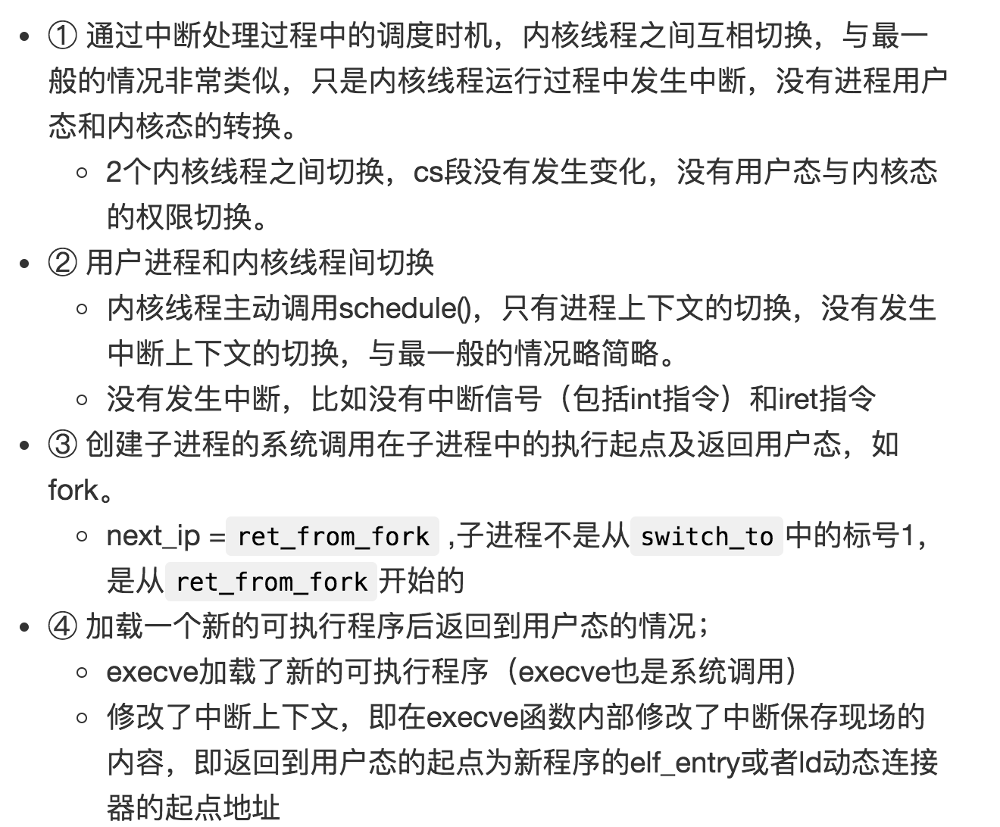 ① 通过中断处理过程中的调度时机，内核线程之间互相切换，与最一
般的情况非常类似，只是内核线程运行过程中发生中断，没有进程用户
态和内核态的转换。
2个内核线程之间切换，cs段没有发生变化，没有用户态与内核态
的权限切换。
② 用户进程和内核线程间切换
内核线程主动调用schedule()，只有进程上下文的切换，没有发生
中断上下文的切换，与最一般的情况略简略。
没有发生中断，比如没有中断信号（包括int指令）和iret指令
③ 创建子进程的系统调用在子进程中的执行起点及返回用户态，如
fork。
next_ip = ret_from_fork ,子进程不是从 switch_to 中的标号1，
是从 ret_from_fork 开始的
④ 加载一个新的可执行程序后返回到用户态的情况；
execve加载了新的可执行程序（execve也是系统调用）
修改了中断上下文，即在execve函数内部修改了中断保存现场的
内容，即返回到用户态的起点为新程序的elf_entry或者ld动态连接
器的起点地址